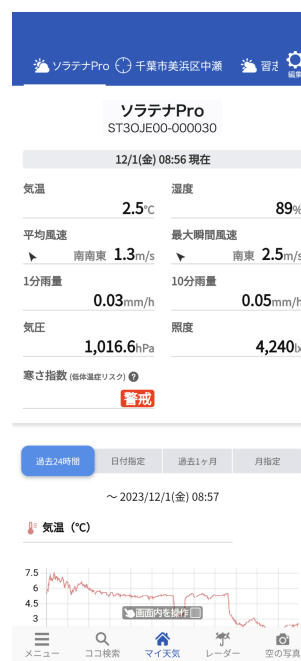 ソラテナPro 千葉市美浜区中瀬 習志 編集
ソラテナPro
ST3OJE00-000030
12/1(金) 08:56 現在
気温 湿度
2.5℃ 89%
平均風速 最大瞬間風速
南南東 1.3m/s 南東 2.5m/s
1分雨量 10分雨量
0.03mm/h 0.05mm/h
気圧 照度
1,016.6hPa 4,240lx
寒さ指数 (低体温症リスク) ?
警戒
過去24時間 日付指定 過去1ヶ月 月指定
～ 2023/12/1(金) 08:57
気温（℃）
7.5
6
4.5
画面内を操作
3
メニュー ココ検索 マイ天気 レーダー 空の写真